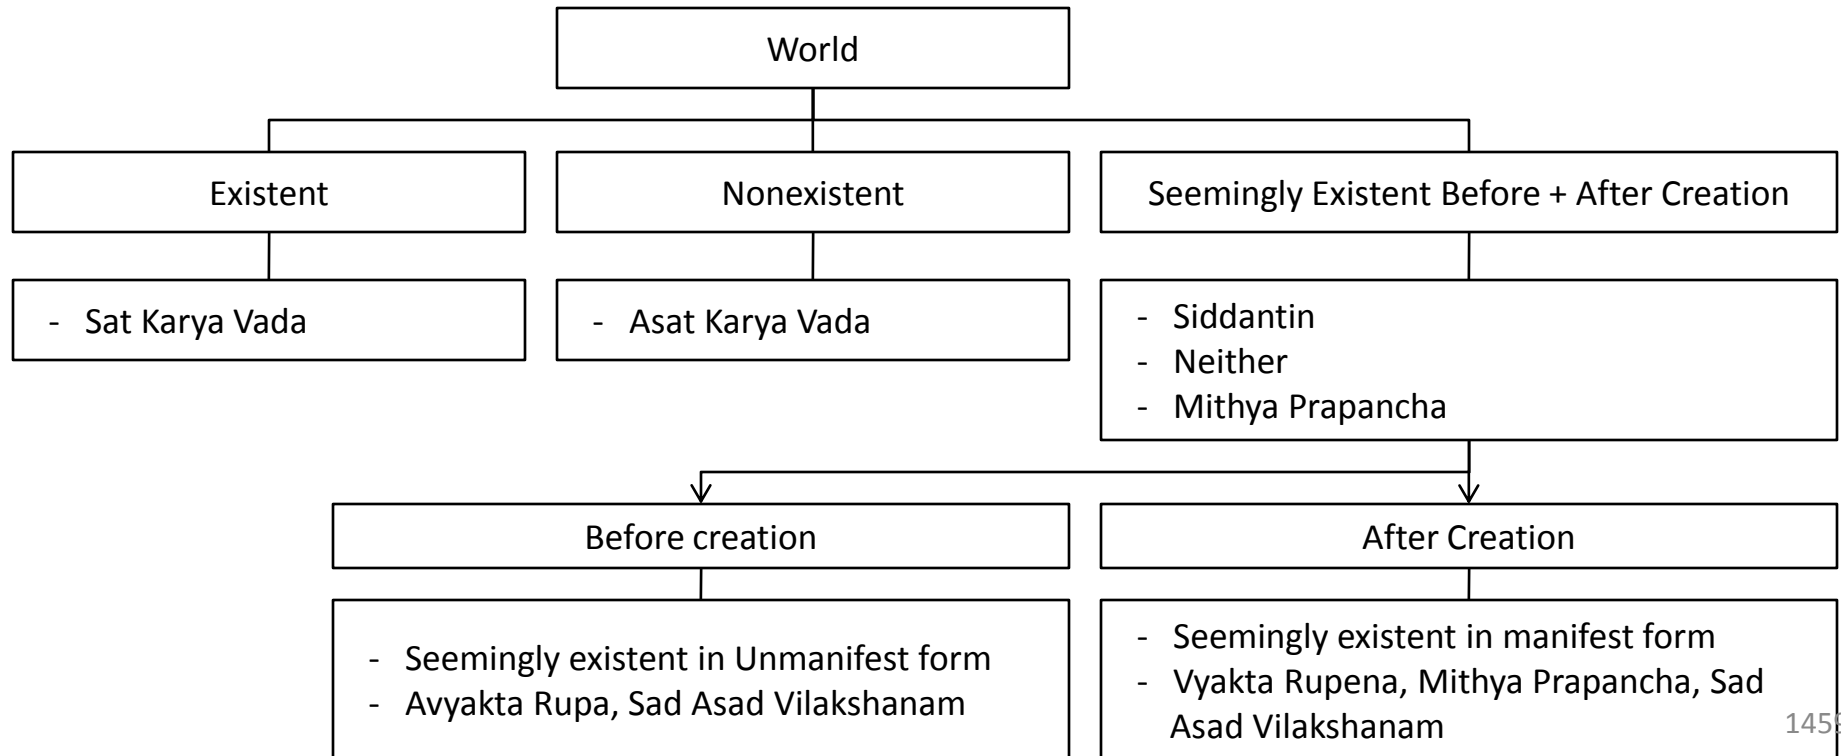 World
Existent
Nonexistent
Seemingly Existent Before + After Creation
- Sat Karya Vada
- Asat Karya Vada
- Siddantin
- Neither
- Mithya Prapancha
Before creation
After Creation
- Seemingly existent in Unmanifest form
- Avyakta Rupa, Sad Asad Vilakshanam
- Seemingly existent in manifest form
- Vyakta Rupena, Mithya Prapancha, Sad
Asad Vilakshanam